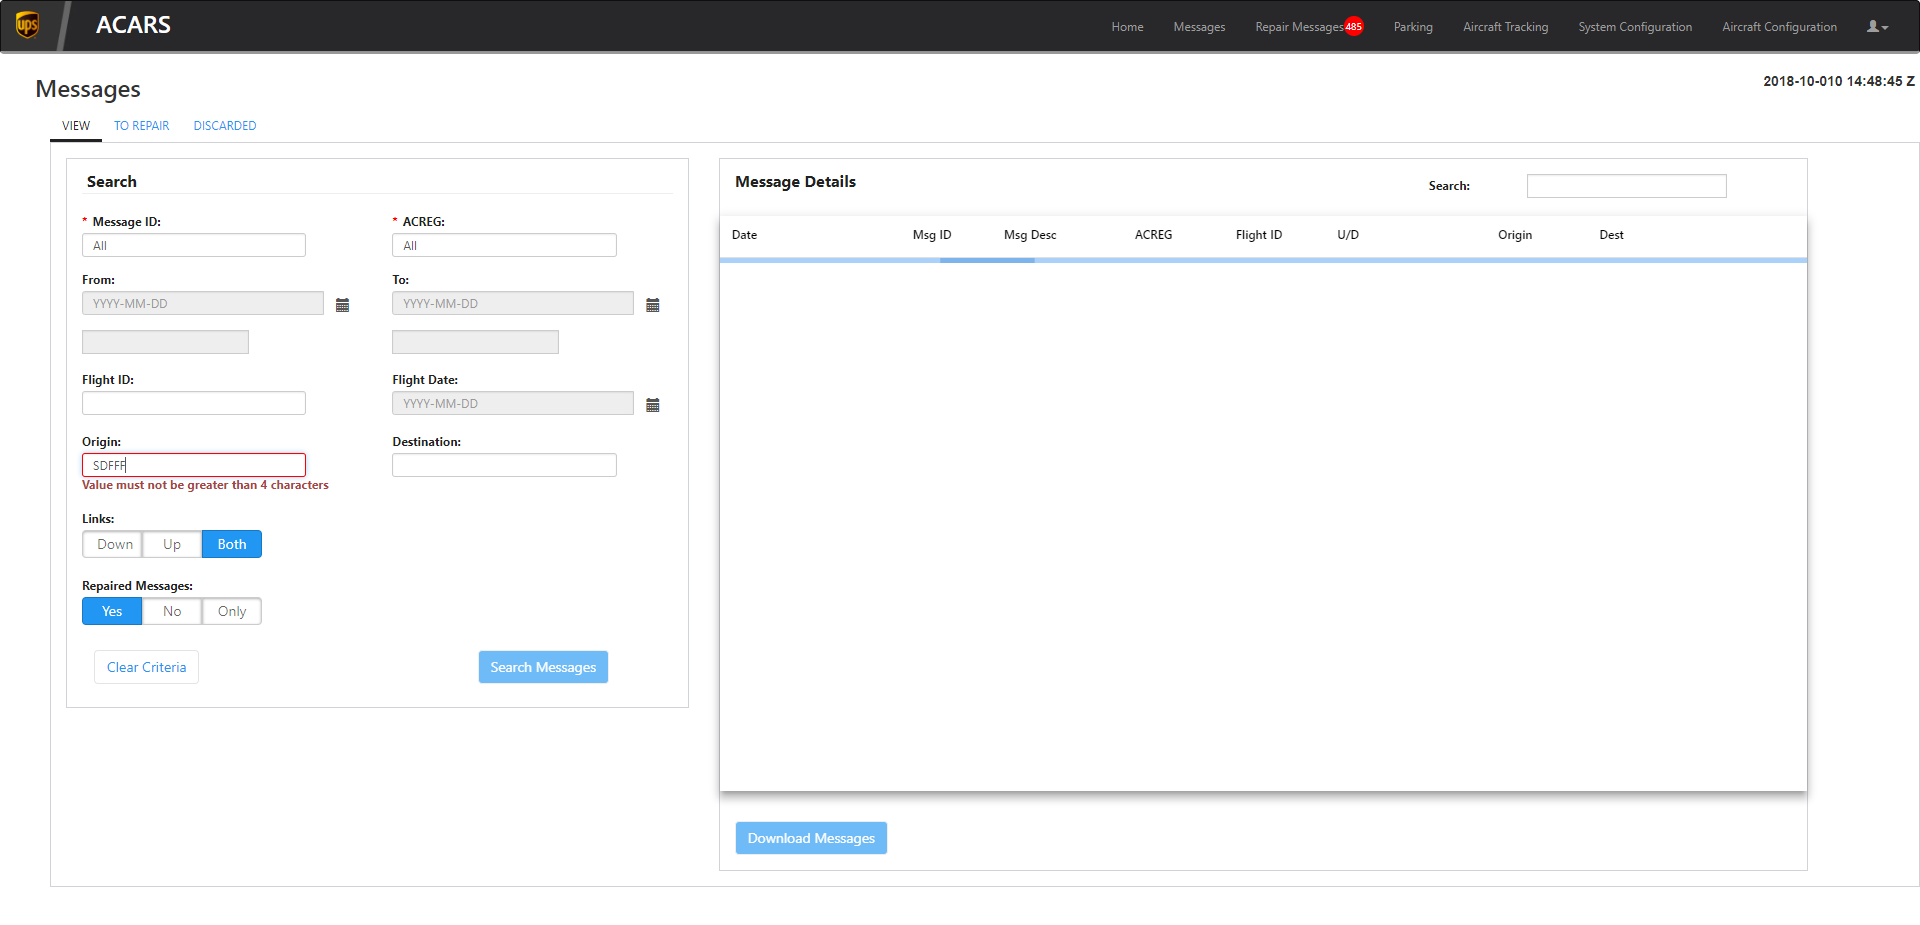 ups
ACARS
Home Messages Repair Messages 485 Parking Aircraft Tracking System Configuration Aircraft Configuration
Messages
2018-10-010 14:48:45 Z
VIEW TO REPAIR DISCARDED
Search
* Message ID: * ACREG:
All All
From: To:
YYYY-MM-DD YYYY-MM-DD
Flight ID: Flight Date:
YYYY-MM-DD
Origin: Destination:
SDFFF
Value must not be greater than 4 characters
Links:
Down Up Both
Repaired Messages:
Yes No Only
Clear Criteria Search Messages
Message Details Search:
Date Msg ID Msg Desc ACREG Flight ID U/D Origin Dest
Download Messages